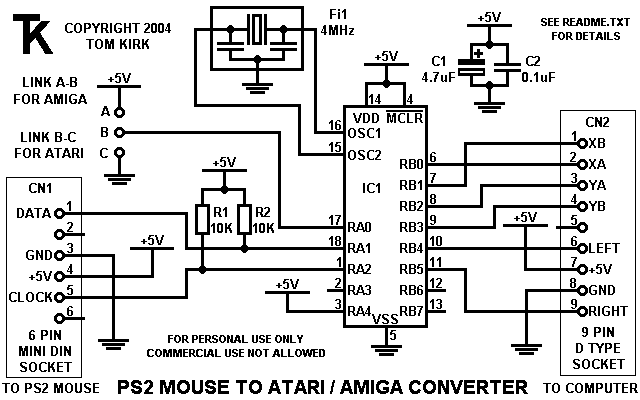 TK
COPYRIGHT 2004
TOM KIRK
Fi1
4MHz
+5V
SEE README.TXT
FOR DETAILS
C1
4.7uF
+
C2
0.1uF
LINK A-B
FOR AMIGA
LINK B-C
FOR ATARI
+5V
A
B
C
+5V
14
4
VDD
MCLR
16
OSC1
15
OSC2
IC1
17
RA0
18
RA1
1
RA2
2
RA3
3
RA4
VSS
5
RB0
6
RB1
7
RB2
8
RB3
9
RB4
10
RB5
11
RB6
12
RB7
13
CN1
DATA
1
2
GND
3
+5V
4
CLOCK
5
6
6 PIN
MINI DIN
SOCKET
TO PS2 MOUSE
+5V
+5V
R1
10K
R2
10K
+5V
+5V
CN2
1
XB
2
XA
3
YA
4
YB
5
6
LEFT
7
+5V
8
GND
9
RIGHT
9 PIN
D TYPE
SOCKET
TO COMPUTER
FOR PERSONAL USE ONLY
COMMERCIAL USE NOT ALLOWED
PS2 MOUSE TO ATARI / AMIGA CONVERTER